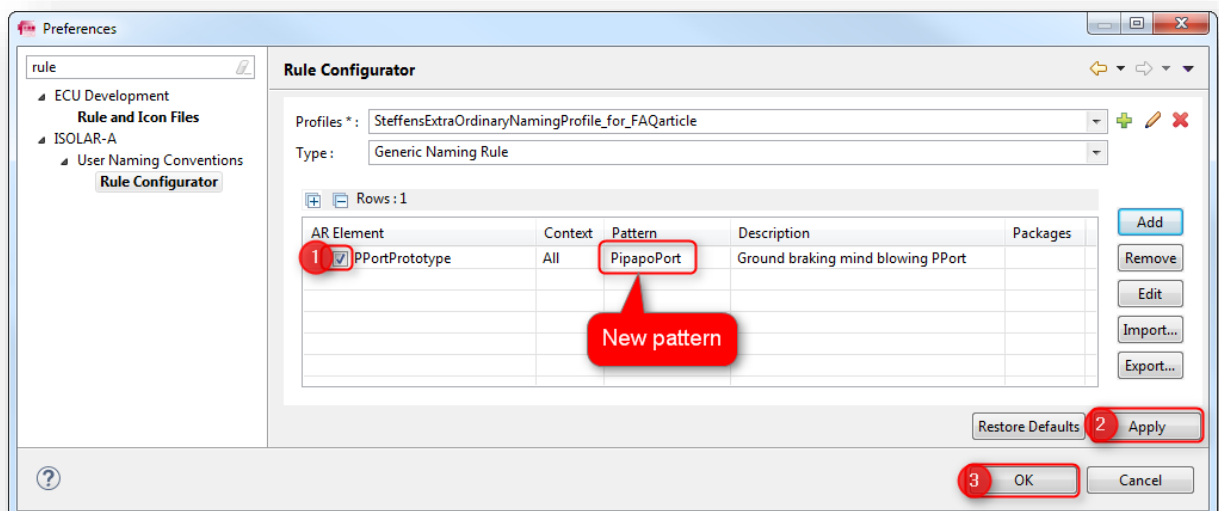 Preferences
rule
ECU Development
Rule and Icon Files
ISOLAR-A
User Naming Conventions
Rule Configurator
Rule Configurator
Profiles * : SteffensExtraOrdinaryNamingProfile_for_FAQarticle
Type : Generic Naming Rule
Rows : 1
AR Element Context Pattern Description Packages
1 PPortPrototype All PipapoPort Ground braking mind blowing PPort
New pattern
Add
Remove
Edit
Import...
Export...
Restore Defaults 2 Apply
3 OK Cancel